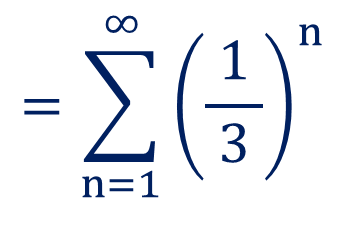 = ∑_{n=1}^{∞} (1/3)^n